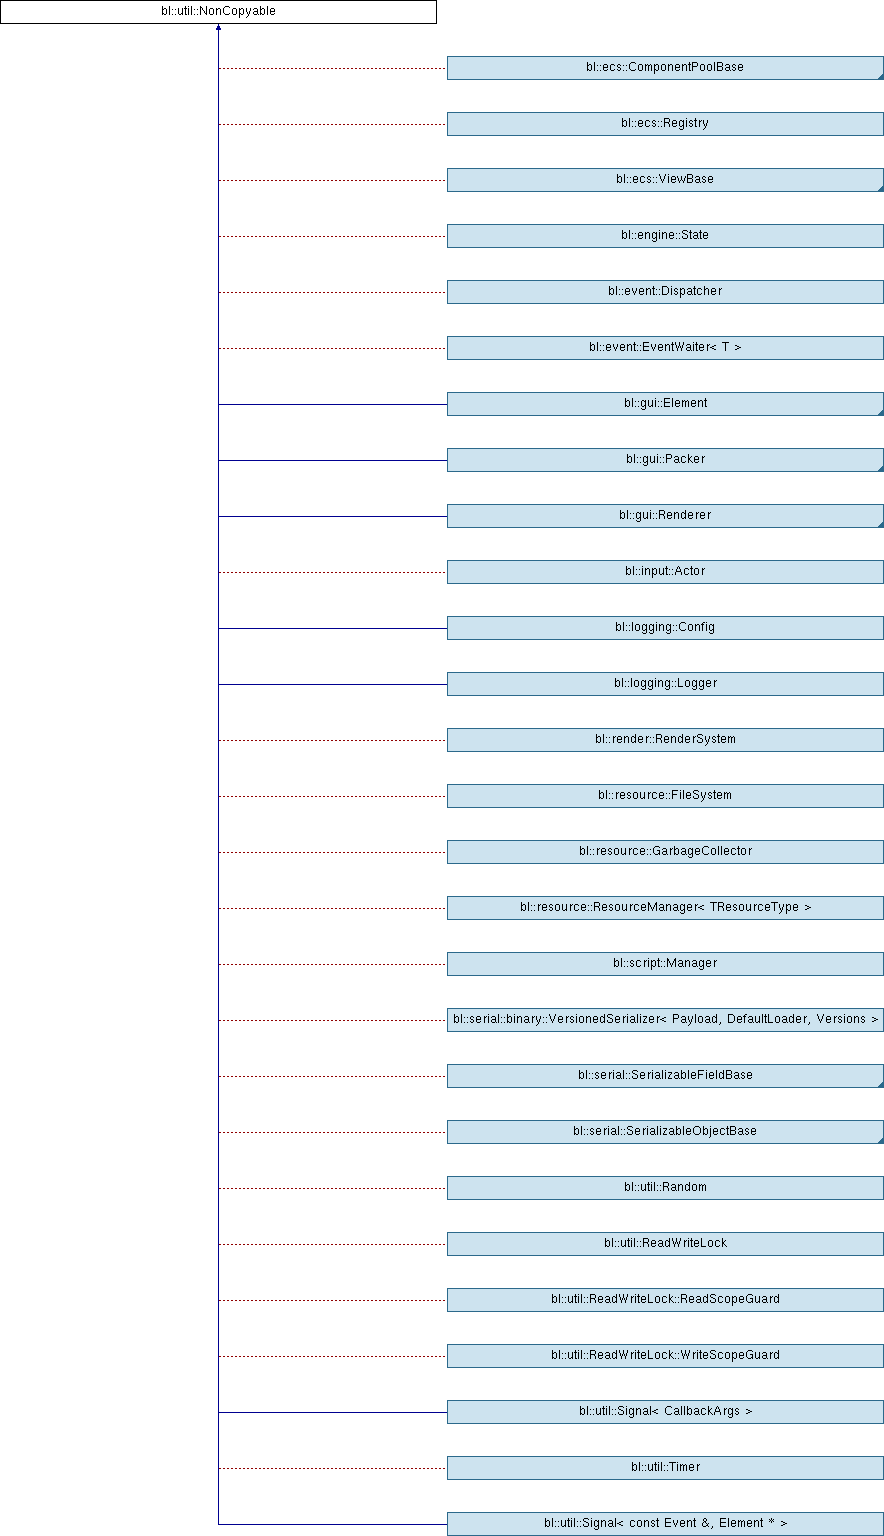 bl::util::NonCopyable
bl::ecs::ComponentPoolBase
bl::ecs::Registry
bl::ecs::ViewBase
bl::engine::State
bl::event::Dispatcher
bl::event::EventWaiter< T >
bl::gui::Element
bl::gui::Packer
bl::gui::Renderer
bl::input::Actor
bl::logging::Config
bl::logging::Logger
bl::render::RenderSystem
bl::resource::FileSystem
bl::resource::GarbageCollector
bl::resource::ResourceManager< TResourceType >
bl::script::Manager
bl::serial::binary::VersionedSerializer< Payload, DefaultLoader, Versions >
bl::serial::SerializableFieldBase
bl::serial::SerializableObjectBase
bl::util::Random
bl::util::ReadWriteLock
bl::util::ReadWriteLock::ReadScopeGuard
bl::util::ReadWriteLock::WriteScopeGuard
bl::util::Signal< CallbackArgs >
bl::util::Timer
bl::util::Signal< const Event &, Element * >